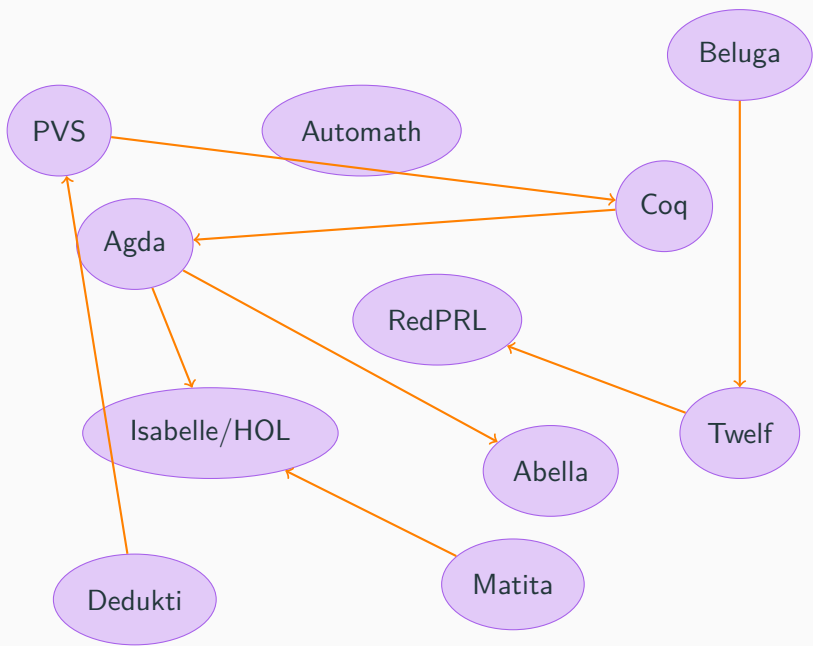 Beluga
PVS
Automath
Coq
Agda
RedPRL
Isabelle/HOL
Twelf
Abella
Matita
Dedukti